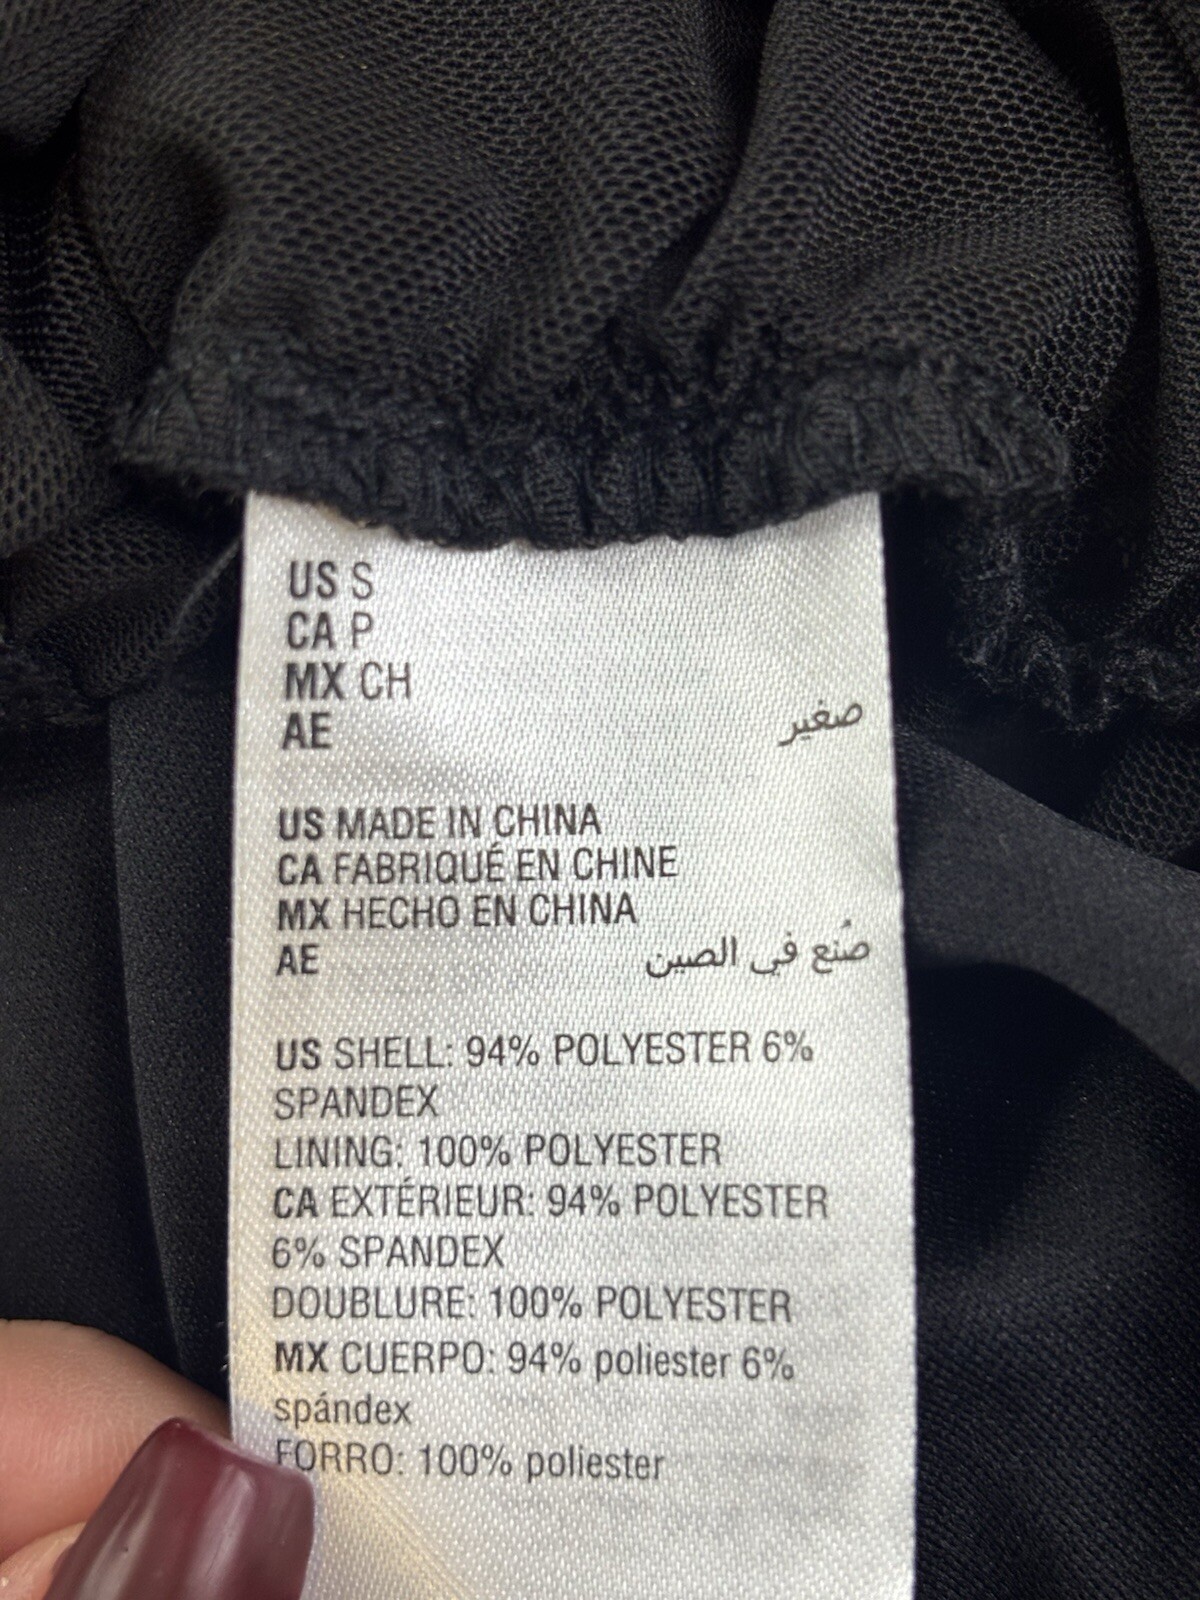 US S
CA P
MX CH
AE صغير
US MADE IN CHINA
CA FABRIQUÉ EN CHINE
MX HECHO EN CHINA
AE صُنع في الصين
US SHELL: 94% POLYESTER 6%
SPANDEX
LINING: 100% POLYESTER
CA EXTÉRIEUR: 94% POLYESTER
6% SPANDEX
DOUBLURE: 100% POLYESTER
MX CUERPO: 94% poliester 6%
spándex
FORRO: 100% poliester